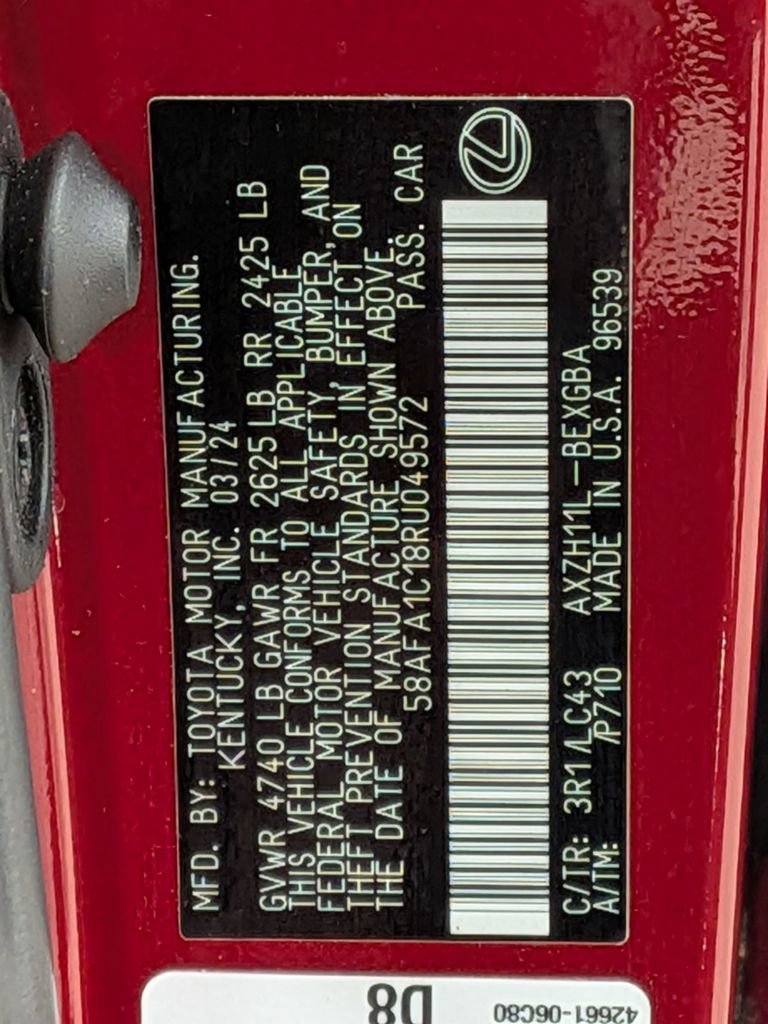 MFD. BY: TOYOTA MOTOR MANUFACTURING.
KENTUCKY, INC. 03/24
GVWR 4740 LB GAWR FR 2625 LB RR 2425 LB
THIS VEHICLE CONFORMS TO ALL APPLICABLE
FEDERAL MOTOR VEHICLE SAFETY, BUMPER, AND
THEFT PREVENTION STANDARDS IN EFFECT ON
THE DATE OF MANUFACTURE SHOWN ABOVE.
58AFA1C18RU049572 PASS. CAR
C/TR: 3R1/LC43 AXZH11L-BEXGBA
A/TM: /P710 MADE IN U.S.A. 96539
D8
42661-06C80